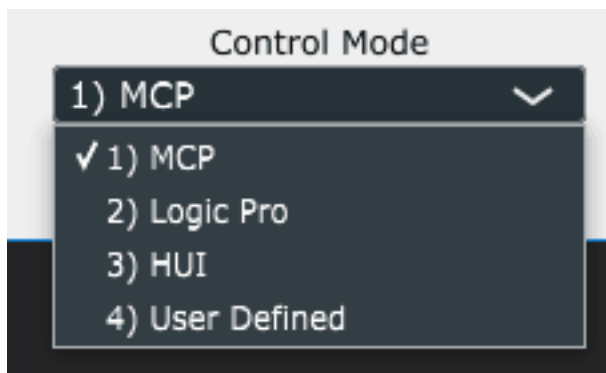 Control Mode
1) MCP
✓ 1) MCP
2) Logic Pro
3) HUI
4) User Defined